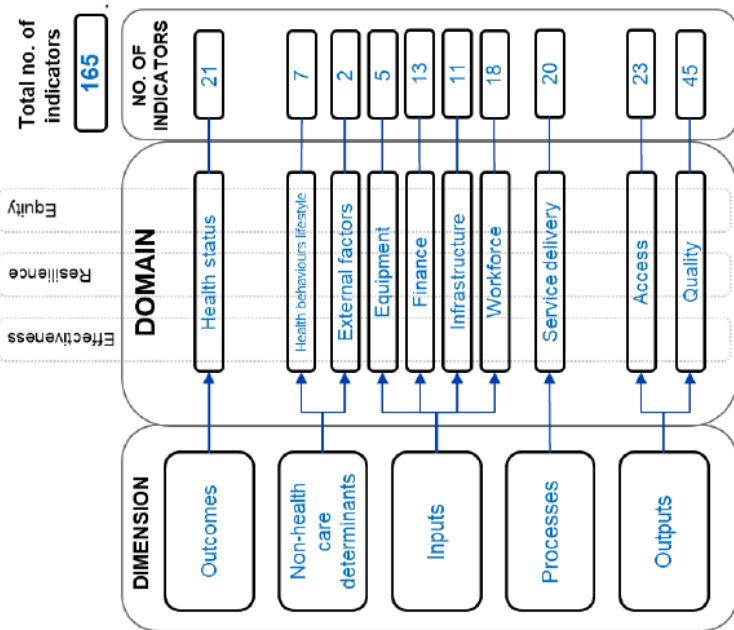 Total no. of
indicators
165
DIMENSION
DOMAIN
NO. OF
INDICATORS
Equity
Resilience
Effectiveness
Outcomes
Health status
21
Non-health
care
determinants
Health behaviours lifestyle
7
External factors
2
Inputs
Equipment
5
Finance
13
Infrastructure
11
Workforce
18
Processes
Service delivery
20
Outputs
Access
23
Quality
45